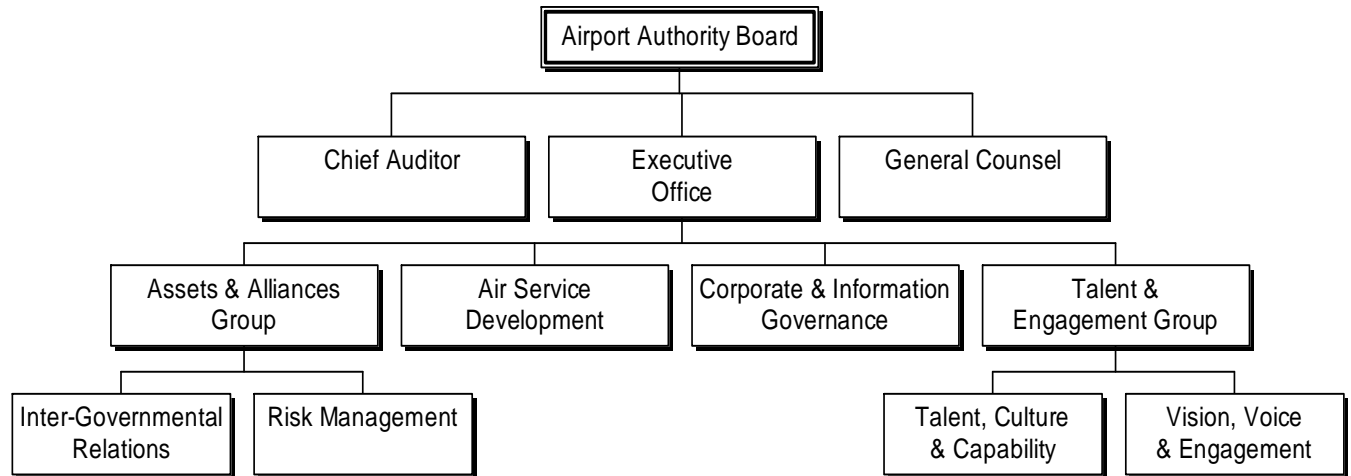 Airport Authority Board
Chief Auditor
Executive
Office
General Counsel
Assets & Alliances
Group
Air Service
Development
Corporate & Information
Governance
Talent &
Engagement Group
Inter-Governmental
Relations
Risk Management
Talent, Culture
& Capability
Vision, Voice
& Engagement